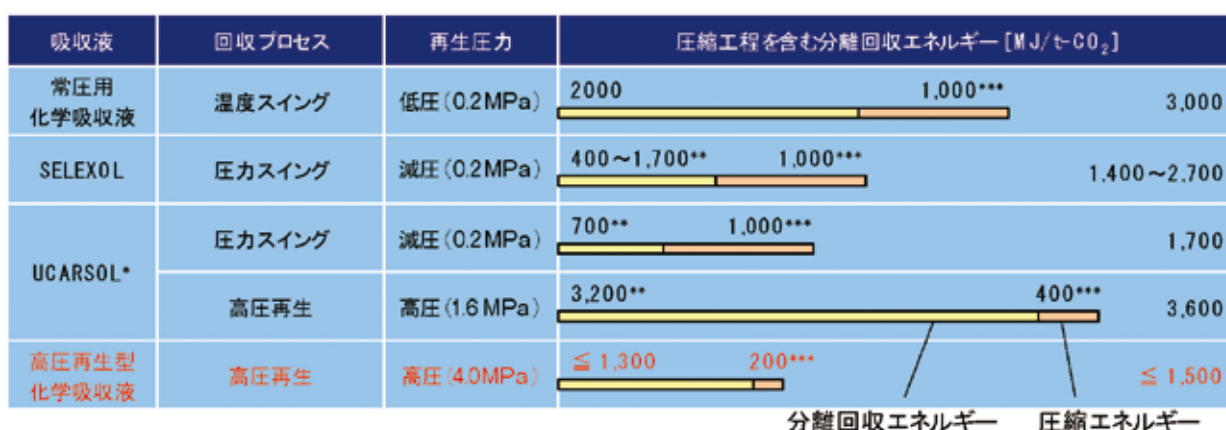 吸収液 回収プロセス 再生圧力 圧縮工程を含む分離回収エネルギー[MJ/t-CO₂]
常圧用
化学吸収液
温度スイング 低圧(0.2MPa) 2000 1,000*** 3,000
SELEXOL 圧力スイング 減圧(0.2MPa) 400～1,700** 1,000*** 1,400～2,700
UCARSOL*
圧力スイング 減圧(0.2MPa) 700** 1,000*** 1,700
高圧再生 高圧(1.6MPa) 3,200** 400*** 3,600
高圧再生型
化学吸収液
高圧再生 高圧(4.0MPa) ≦ 1,300 200*** ≦ 1,500
分離回収エネルギー 圧縮エネルギー